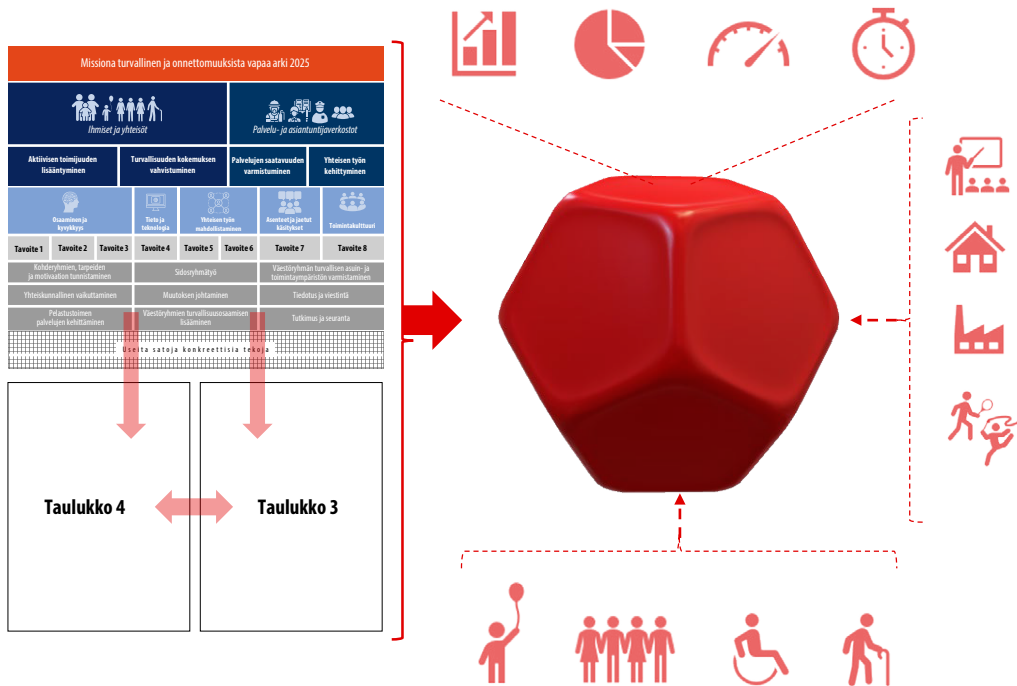 Missiona turvallinen ja onnettomuuksista vapaa arki 2025
Ihmiset ja yhteisöt
Palvelu- ja asiantuntijaverkostot
Aktiivisen toimijuuden
lisääntyminen
Turvallisuuden kokemuksen
vahvistuminen
Palvelujen saatavuuden
varmistuminen
Yhteisen työn
kehittyminen
Osaaminen ja
kyvykkyys
Tieto ja
teknologia
Yhteisen työn
mahdollistaminen
Asenteet ja jaetut
käsitykset
Toimintakulttuuri
Tavoite 1
Tavoite 2
Tavoite 3
Tavoite 4
Tavoite 5
Tavoite 6
Tavoite 7
Tavoite 8
Kohderyhmien, tarpeiden
ja motivaation tunnistaminen
Sidosryhmätyö
Väestöryhmän turvallisen asuin- ja
toimintaympäristön varmistaminen
Yhteiskunnallinen vaikuttaminen
Muutoksen johtaminen
Tiedotus ja viestintä
Pelastustoimen
palvelujen kehittäminen
Väestöryhmien turvallisuusosaamisen
lisääminen
Tutkimus ja seuranta
Useita satoja konkreettisia tekoja
Taulukko 4
Taulukko 3